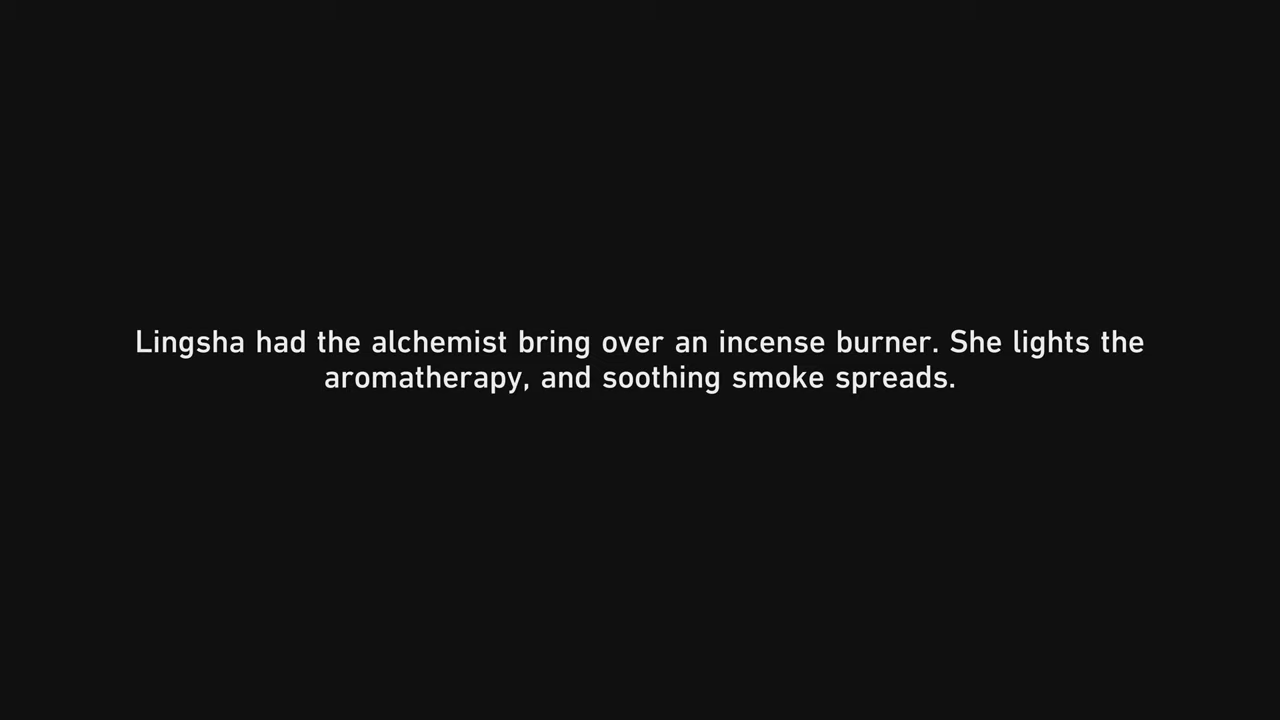 Lingsha had the alchemist bring over an incense burner. She lights the
aromatherapy, and soothing smoke spreads.